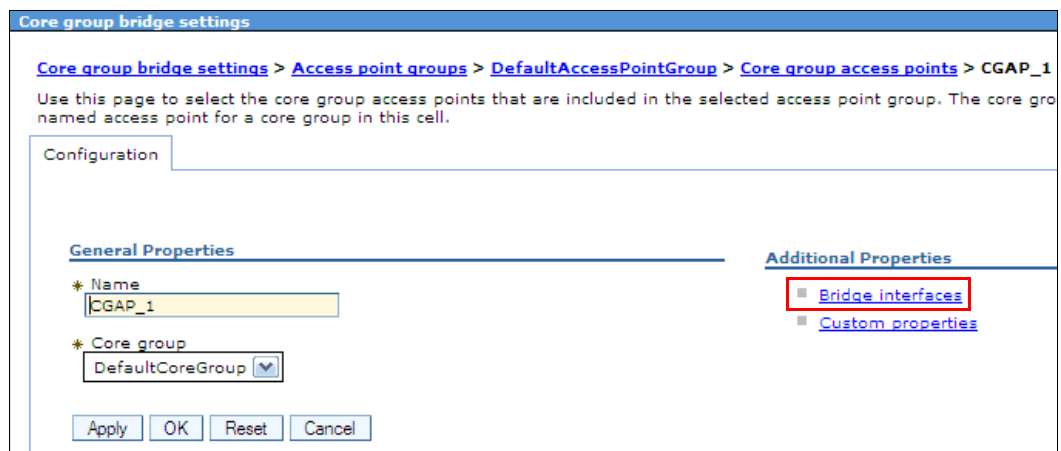 Core group bridge settings
Core group bridge settings > Access point groups > DefaultAccessPointGroup > Core group access points > CGAP_1
Use this page to select the core group access points that are included in the selected access point group. The core gro
named access point for a core group in this cell.
Configuration
General Properties
* Name
CGAP_1
* Core group
DefaultCoreGroup
Apply OK Reset Cancel
Additional Properties
Bridge interfaces
Custom properties